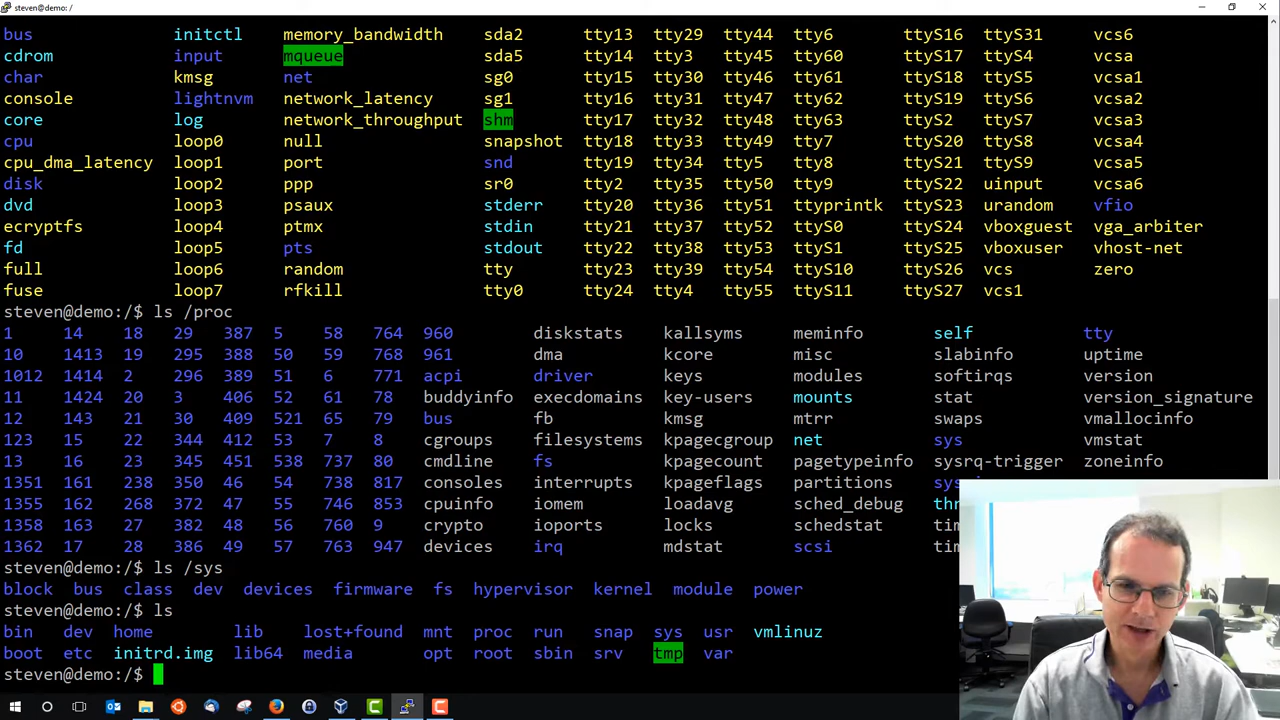 steven@demo: /
bus initctl memory_bandwidth sda2 tty13 tty29 tty44 tty6 ttyS16 ttyS31 vcs6
cdrom input mqueue sda5 tty14 tty3 tty45 tty60 ttyS17 ttyS4 vcsa
char kmsg net sg0 tty15 tty30 tty46 tty61 ttyS18 ttyS5 vcsa1
console lightnvm network_latency sg1 tty16 tty31 tty47 tty62 ttyS19 ttyS6 vcsa2
core log network_throughput shm tty17 tty32 tty48 tty63 ttyS2 ttyS7 vcsa3
cpu loop0 null snapshot tty18 tty33 tty49 tty7 ttyS20 ttyS8 vcsa4
cpu_dma_latency loop1 port snd tty19 tty34 tty5 tty8 ttyS21 ttyS9 vcsa5
disk loop2 ppp sr0 tty2 tty35 tty50 tty9 ttyS22 uinput vcsa6
dvd loop3 psaux stderr tty20 tty36 tty51 ttyprintk ttyS23 urandom vfio
ecryptfs loop4 ptmx stdin tty21 tty37 tty52 ttyS0 ttyS24 vboxguest vga_arbiter
fd loop5 pts stdout tty22 tty38 tty53 ttyS1 ttyS25 vboxuser vhost-net
full loop6 random tty tty23 tty39 tty54 ttyS10 ttyS26 vcs zero
fuse loop7 rfkill tty0 tty24 tty4 tty55 ttyS11 ttyS27 vcs1
steven@demo:/$ ls /proc
1 14 18 29 387 5 58 764 960 diskstats kallsyms meminfo self tty
10 1413 19 295 388 50 59 768 961 dma kcore misc slabinfo uptime
1012 1414 2 296 389 51 6 771 acpi driver keys modules softirqs version
11 1424 20 3 406 52 61 78 buddyinfo execdomains key-users mounts stat version_signature
12 143 21 30 409 521 65 79 bus fb kmsg mtrr swaps vmallocinfo
123 15 22 344 412 53 7 8 cgroups filesystems kpagecgroup net sys vmstat
13 16 23 345 451 538 737 80 cmdline fs kpagecount pagetypeinfo sysrq-trigger zoneinfo
1351 161 238 350 46 54 738 817 consoles interrupts kpageflags partitions sys
1355 162 268 372 47 55 746 853 cpuinfo iomem loadavg sched_debug thr
1358 163 27 382 48 56 760 9 crypto ioports locks schedstat tim
1362 17 28 386 49 57 763 947 devices irq mdstat scsi tim
steven@demo:/$ ls /sys
block bus class dev devices firmware fs hypervisor kernel module power
steven@demo:/$ ls
bin dev home lib lost+found mnt proc run snap sys usr vmlinuz
boot etc initrd.img lib64 media opt root sbin srv tmp var
steven@demo:/$